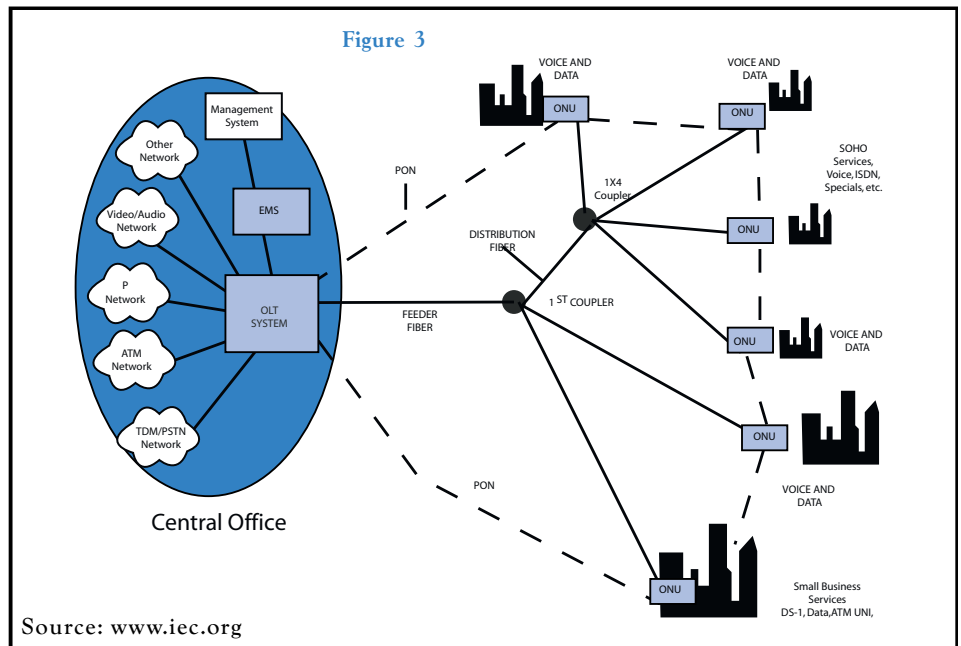 Figure 3
Management
System
Other
Network
Video/Audio
Network
EMS
P
Network
OLT
SYSTEM
ATM
Network
TDM/PSTN
Network
Central Office
PON
FEEDER
FIBER
DISTRIBUTION
FIBER
1 ST COUPLER
1X4
Coupler
VOICE AND
DATA
ONU
VOICE AND
DATA
ONU
SOHO
Services,
Voice, ISDN,
Specials, etc.
ONU
ONU
VOICE AND
DATA
ONU
VOICE AND
DATA
PON
ONU
Small Business
Services
DS-1, Data,ATM UNI,
Source: www.iec.org